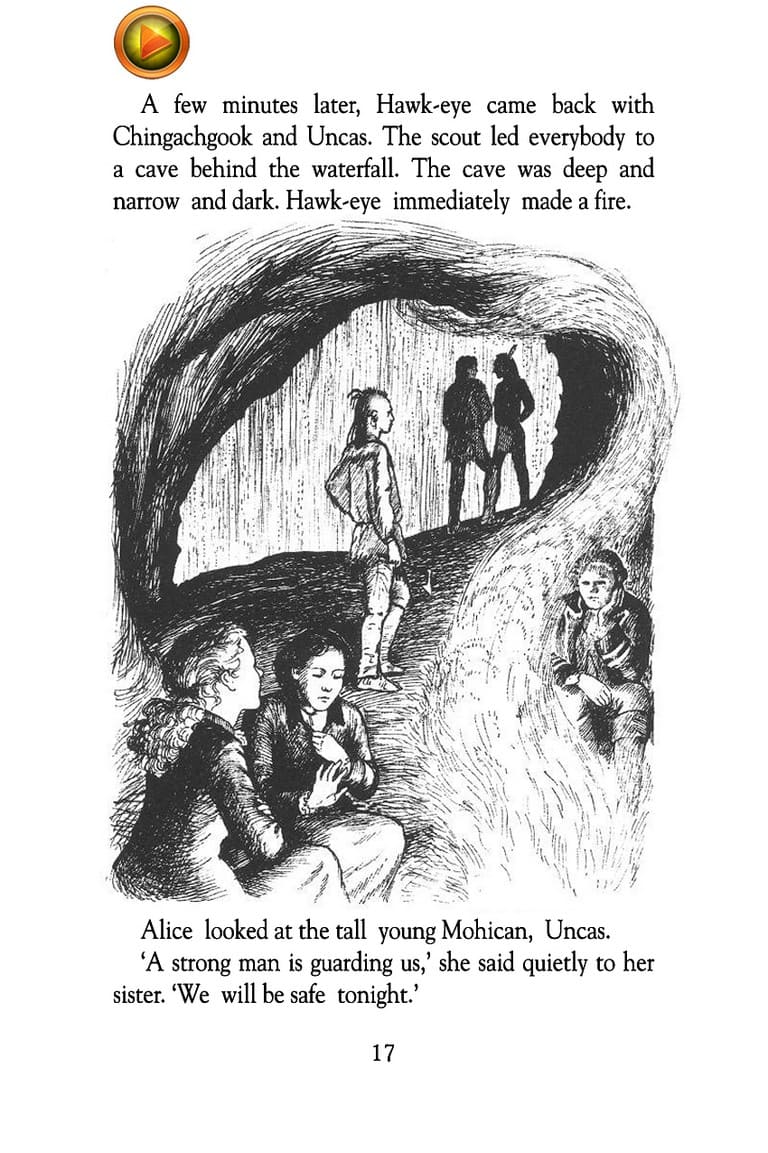 A few minutes later, Hawk-eye came back with
Chingachgook and Uncas. The scout led everybody to
a cave behind the waterfall. The cave was deep and
narrow and dark. Hawk-eye immediately made a fire.
Alice looked at the tall young Mohican, Uncas.
‘A strong man is guarding us,’ she said quietly to her
sister. ‘We will be safe tonight.’
17